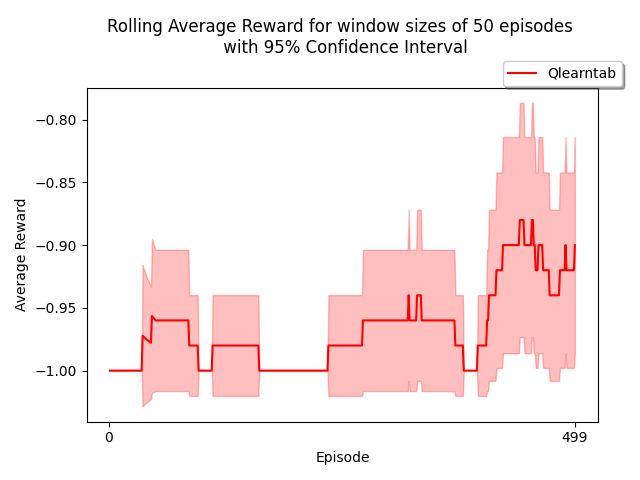 Rolling Average Reward for window sizes of 50 episodes
with 95% Confidence Interval
Qlearntab
−0.80
−0.85
−0.90
−0.95
−1.00
Average Reward
0
499
Episode